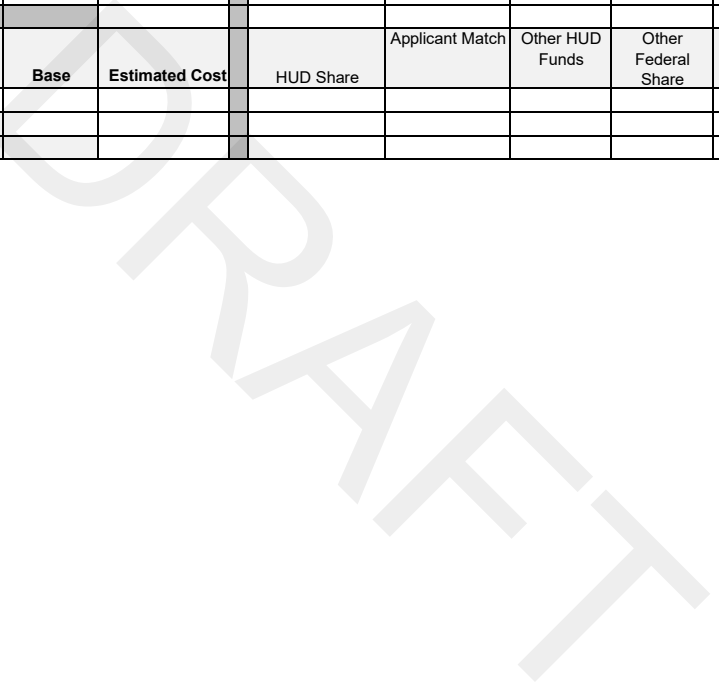 Base
Estimated Cost
HUD Share
Applicant Match
Other HUD
Funds
Other
Federal
Share
DRAFT